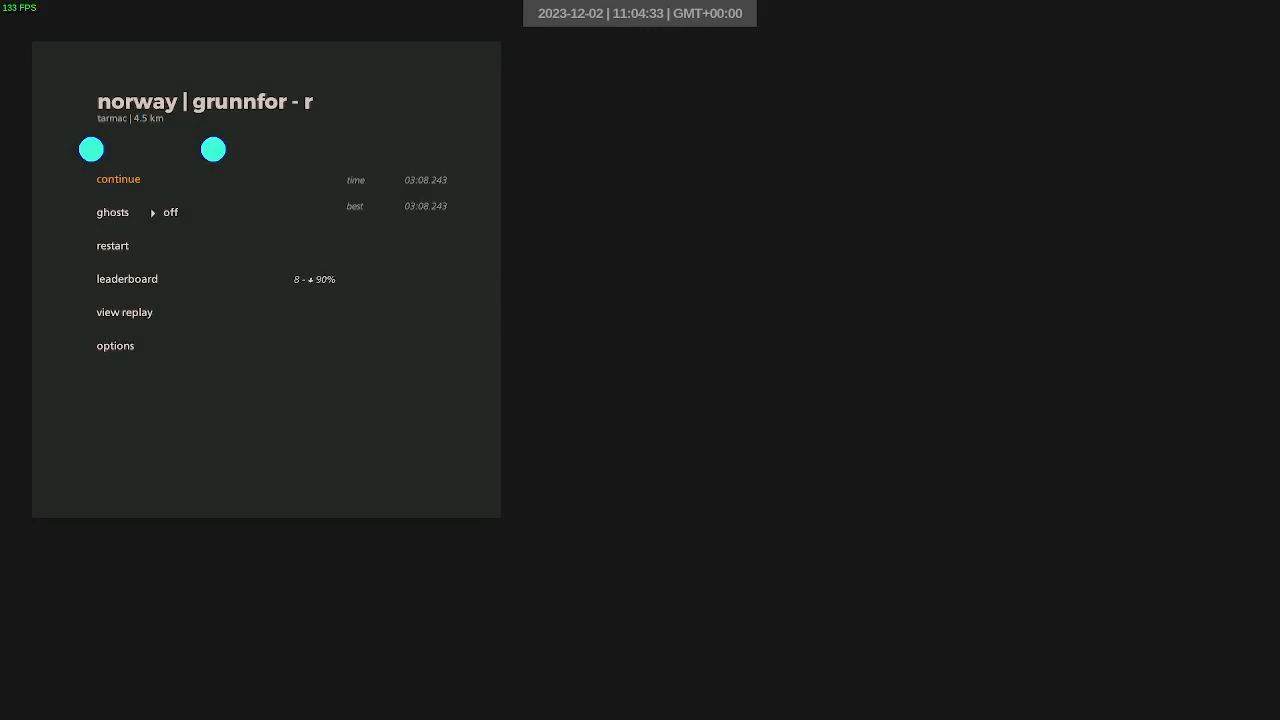 133 FPS
2023-12-02 | 11:04:33 | GMT+00:00
norway | grunnfor - r
tarmac | 4.5 km
continue
time 03:08.243
ghosts off
best 03:08.243
restart
leaderboard 8 - 90%
view replay
options